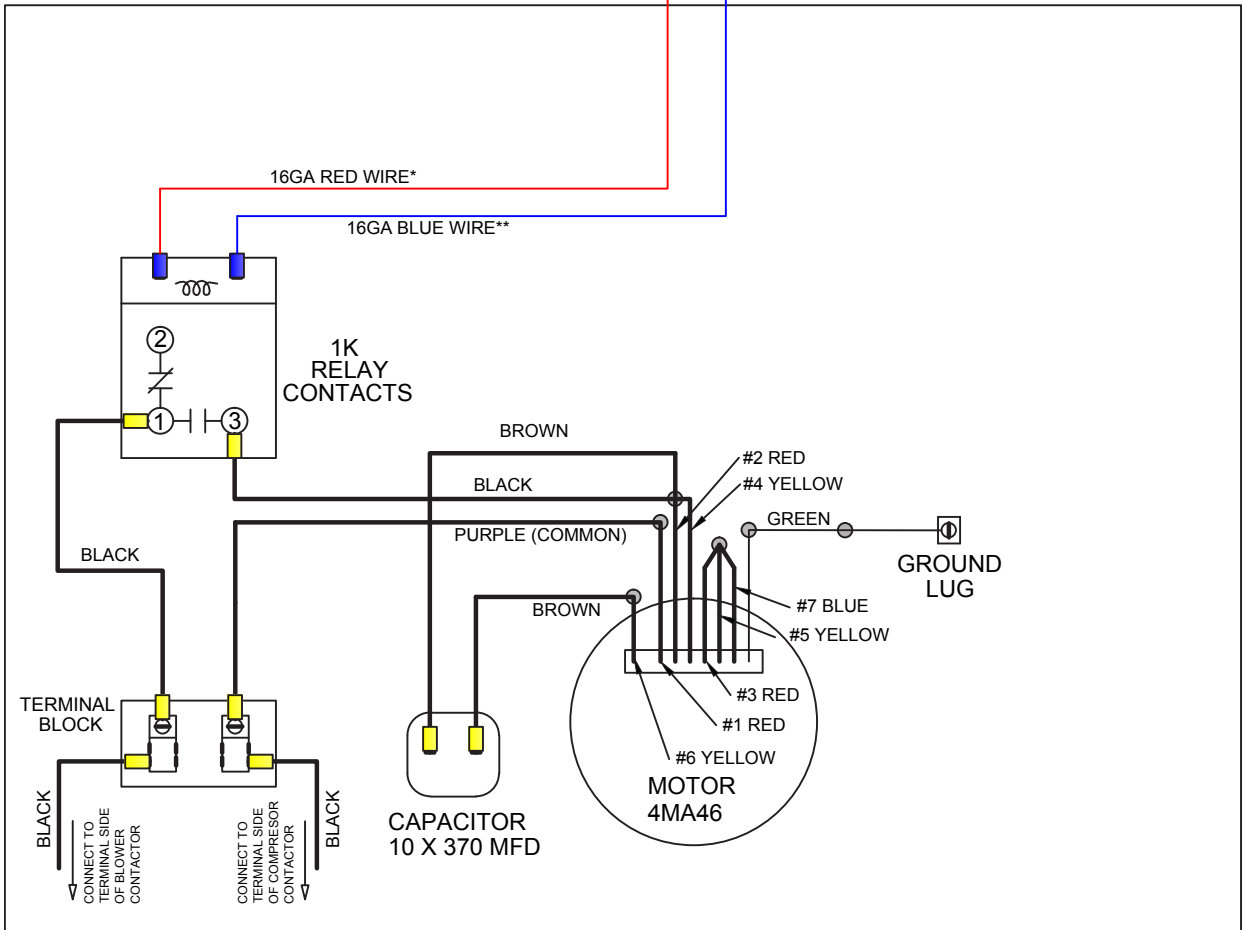 16GA RED WIRE*
16GA BLUE WIRE**
2
1K
RELAY
CONTACTS
1
3
BROWN
#2 RED
#4 YELLOW
BLACK
GREEN
PURPLE (COMMON)
BLACK
GROUND
LUG
BROWN
#7 BLUE
#5 YELLOW
#3 RED
#1 RED
#6 YELLOW
TERMINAL
BLOCK
MOTOR
4MA46
CAPACITOR
10 X 370 MFD
BLACK
CONNECT TO
TERMINAL SIDE
OF BLOWER
CONTACTOR
CONNECT TO
TERMINAL SIDE
OF COMPRESOR
CONTACTOR
BLACK